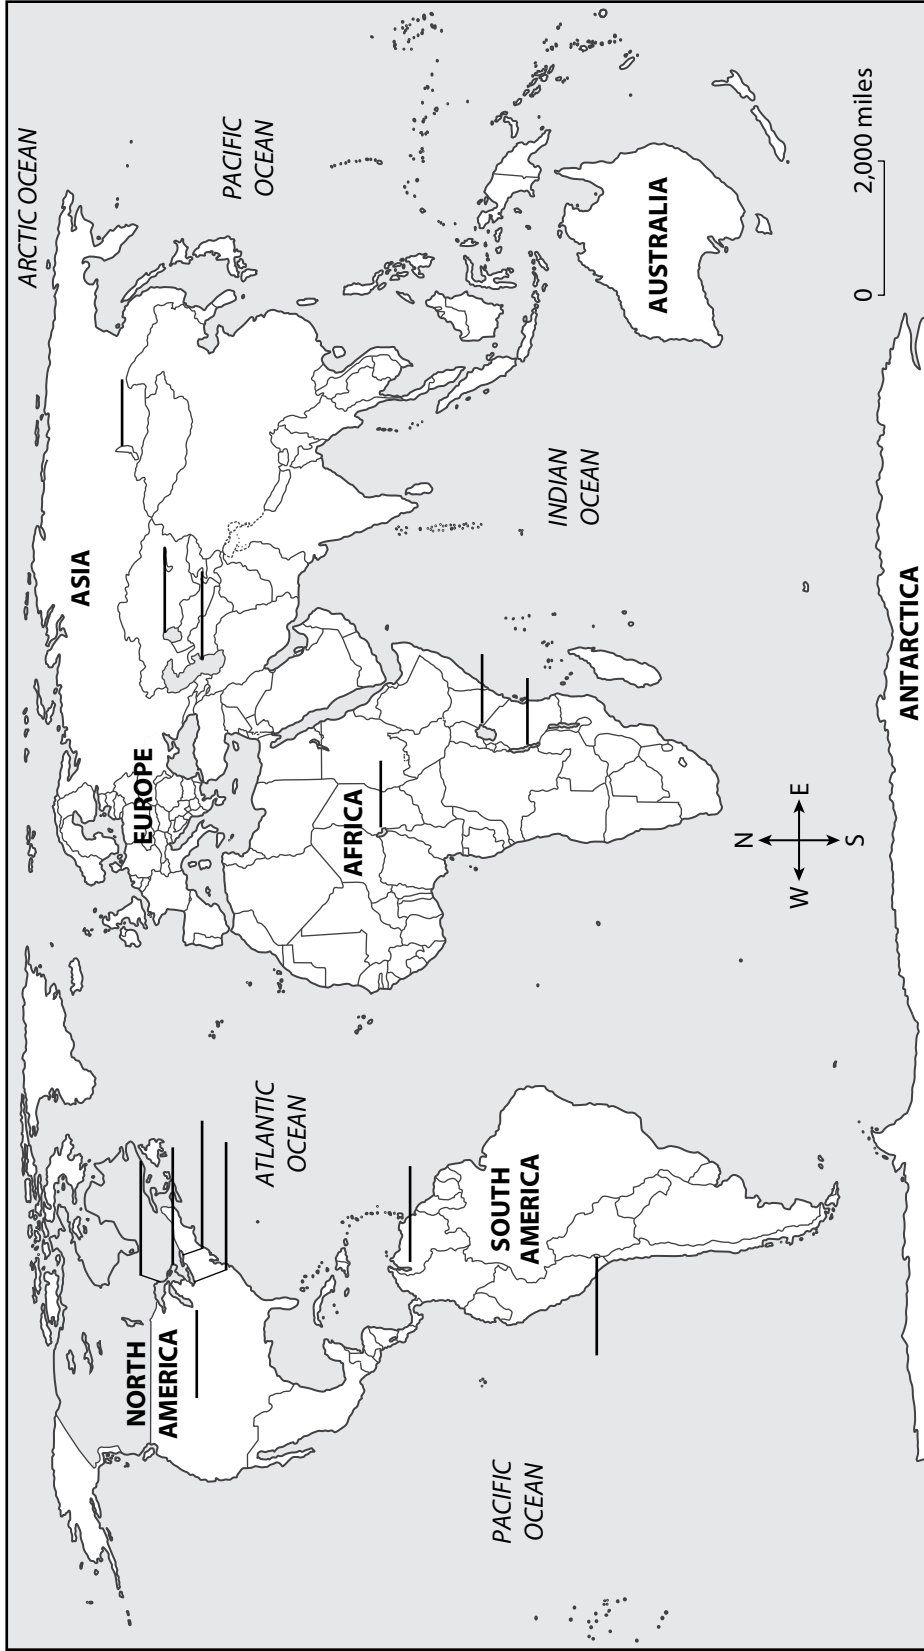 ARCTIC OCEAN
PACIFIC
OCEAN
ASIA
EUROPE
NORTH
AMERICA
ATLANTIC
OCEAN
AFRICA
INDIAN
OCEAN
SOUTH
AMERICA
PACIFIC
OCEAN
AUSTRALIA
N
W
E
S
0
2,000 miles
ANTARCTICA